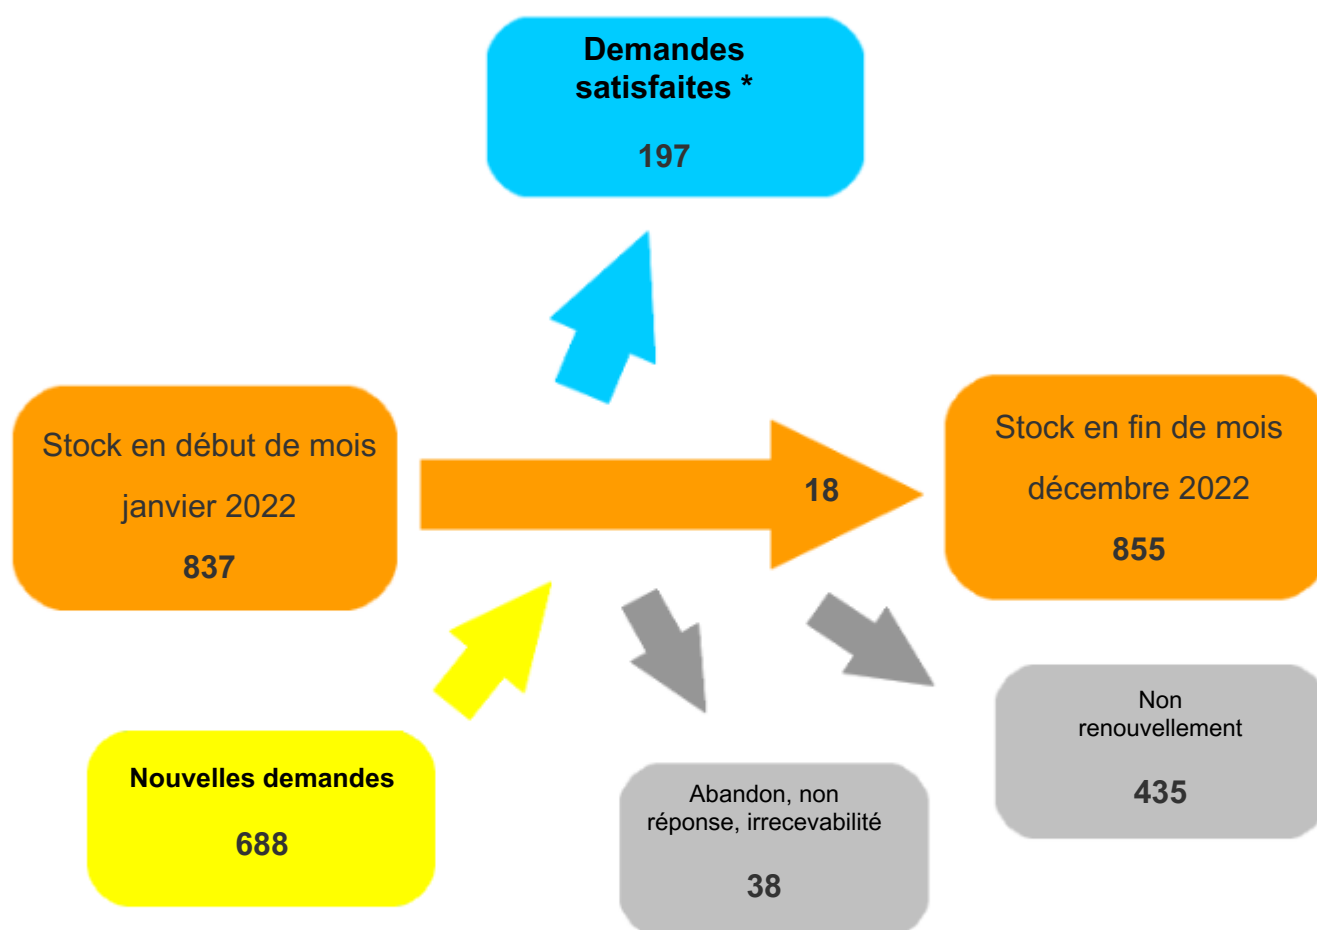 Demandes
satisfaites *
197
Stock en début de mois
janvier 2022
837
18
Stock en fin de mois
décembre 2022
855
Nouvelles demandes
688
Abandon, non
réponse, irrecevabilité
38
Non
renouvellement
435